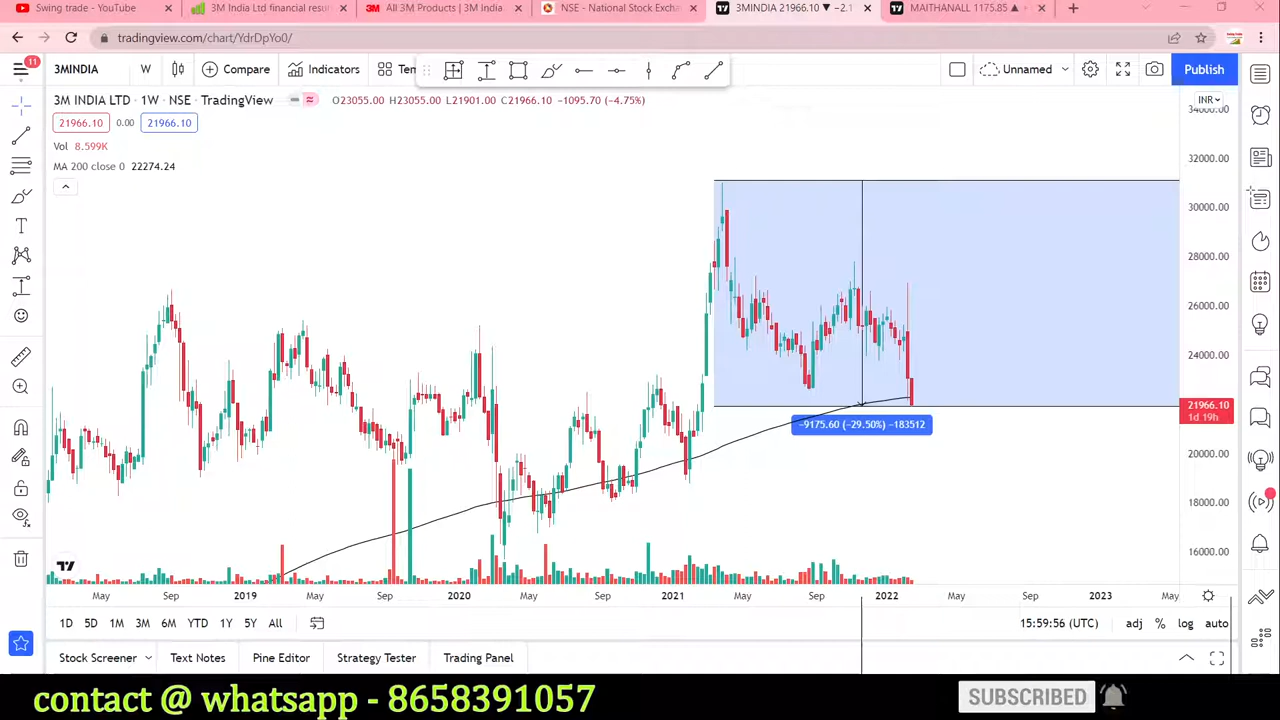 Swing trade - YouTube
3M India Ltd financial resul
All 3M Products | 3M India
NSE - National Stock Exchan
3MINDIA 21966.10 ▼ −2.1
MAITHANALL 1175.85 ▲ +
tradingview.com/chart/YdrDpYo0/
11
3MINDIA
W
Compare
Indicators
Tem
Unnamed
Publish
3M INDIA LTD · 1W · NSE · TradingView
O23055.00 H23055.00 L21901.00 C21966.10 −1095.70 (−4.75%)
INR
21966.10
0.00
21966.10
Vol 8.599K
MA 200 close 0 22274.24
34000.00
32000.00
30000.00
28000.00
26000.00
24000.00
21966.10
1d 19h
20000.00
18000.00
16000.00
−9175.60 (−29.50%) −183512
May
Sep
2019
May
Sep
2020
May
Sep
2021
May
Sep
2022
May
Sep
2023
May
1D
5D
1M
3M
6M
YTD
1Y
5Y
All
15:59:56 (UTC)
adj
%
log
auto
Stock Screener
Text Notes
Pine Editor
Strategy Tester
Trading Panel
contact @ whatsapp - 8658391057
SUBSCRIBED